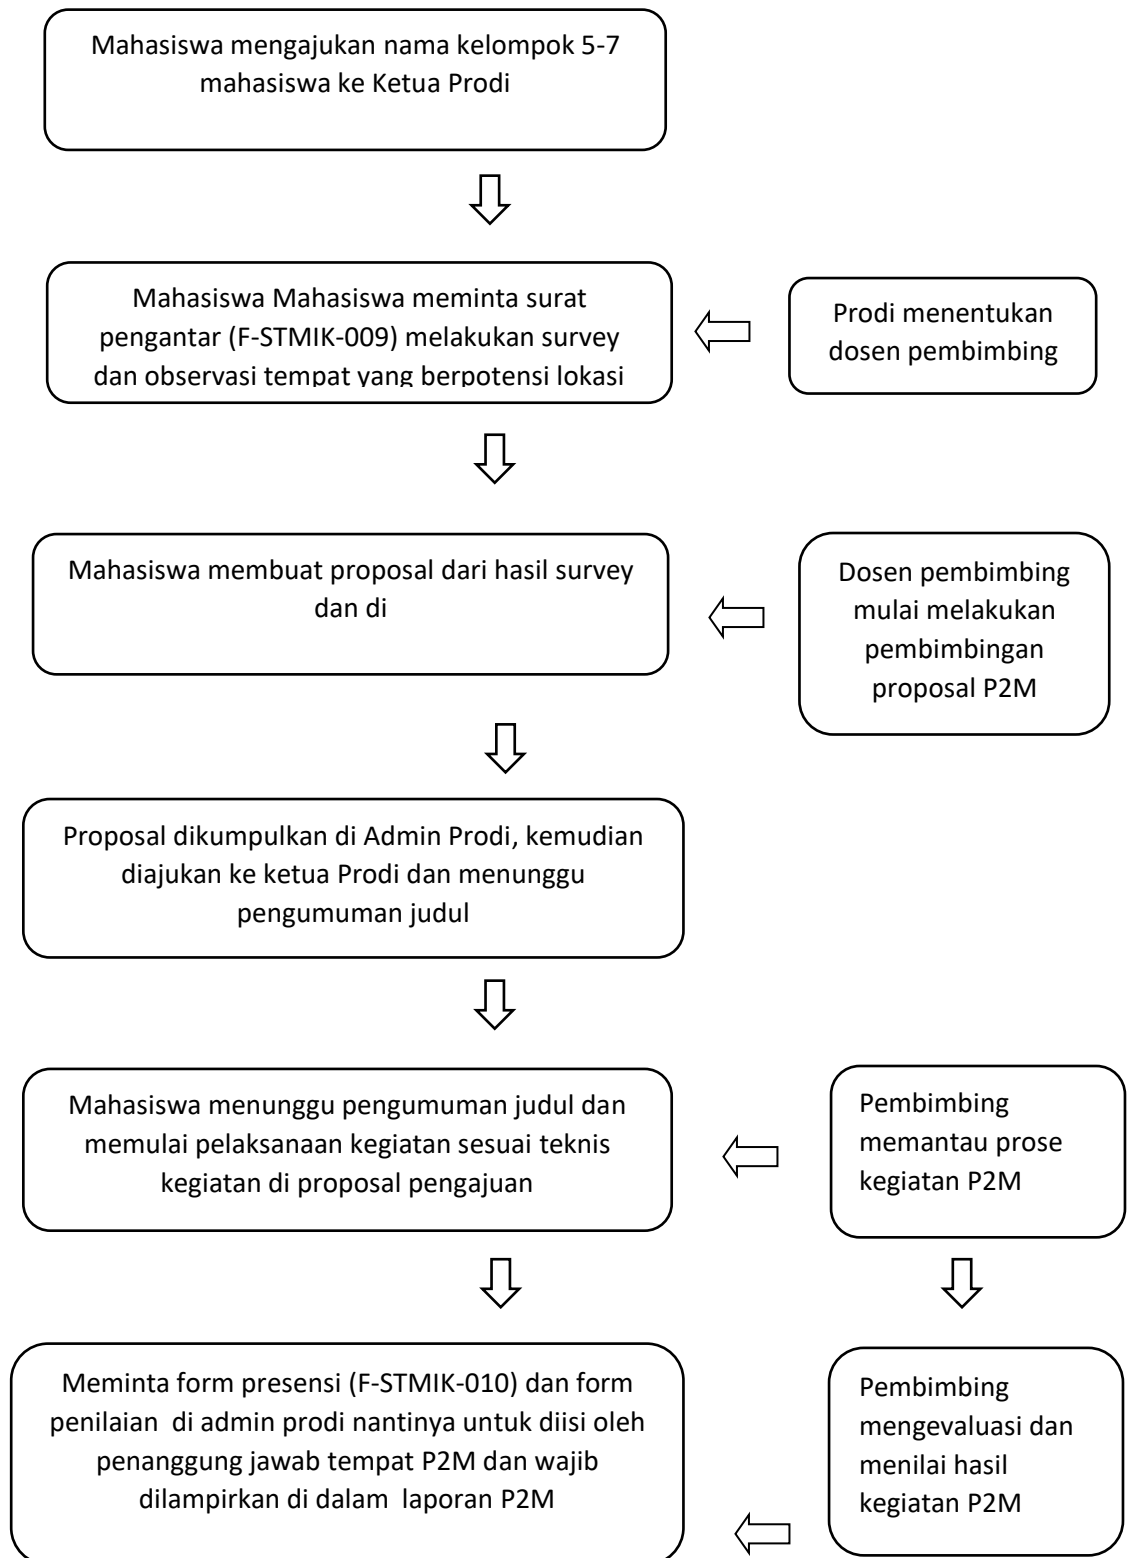 Mahasiswa mengajukan nama kelompok 5-7
mahasiswa ke Ketua Prodi
Mahasiswa Mahasiswa meminta surat
pengantar (F-STMIK-009) melakukan survey
dan observasi tempat yang berpotensi lokasi
Prodi menentukan
dosen pembimbing
Mahasiswa membuat proposal dari hasil survey
dan di
Dosen pembimbing
mulai melakukan
pembimbingan
proposal P2M
Proposal dikumpulkan di Admin Prodi, kemudian
diajukan ke ketua Prodi dan menunggu
pengumuman judul
Mahasiswa menunggu pengumuman judul dan
memulai pelaksanaan kegiatan sesuai teknis
kegiatan di proposal pengajuan
Pembimbing
memantau prose
kegiatan P2M
Meminta form presensi (F-STMIK-010) dan form
penilaian  di admin prodi nantinya untuk diisi oleh
penanggung jawab tempat P2M dan wajib
dilampirkan di dalam  laporan P2M
Pembimbing
mengevaluasi dan
menilai hasil
kegiatan P2M